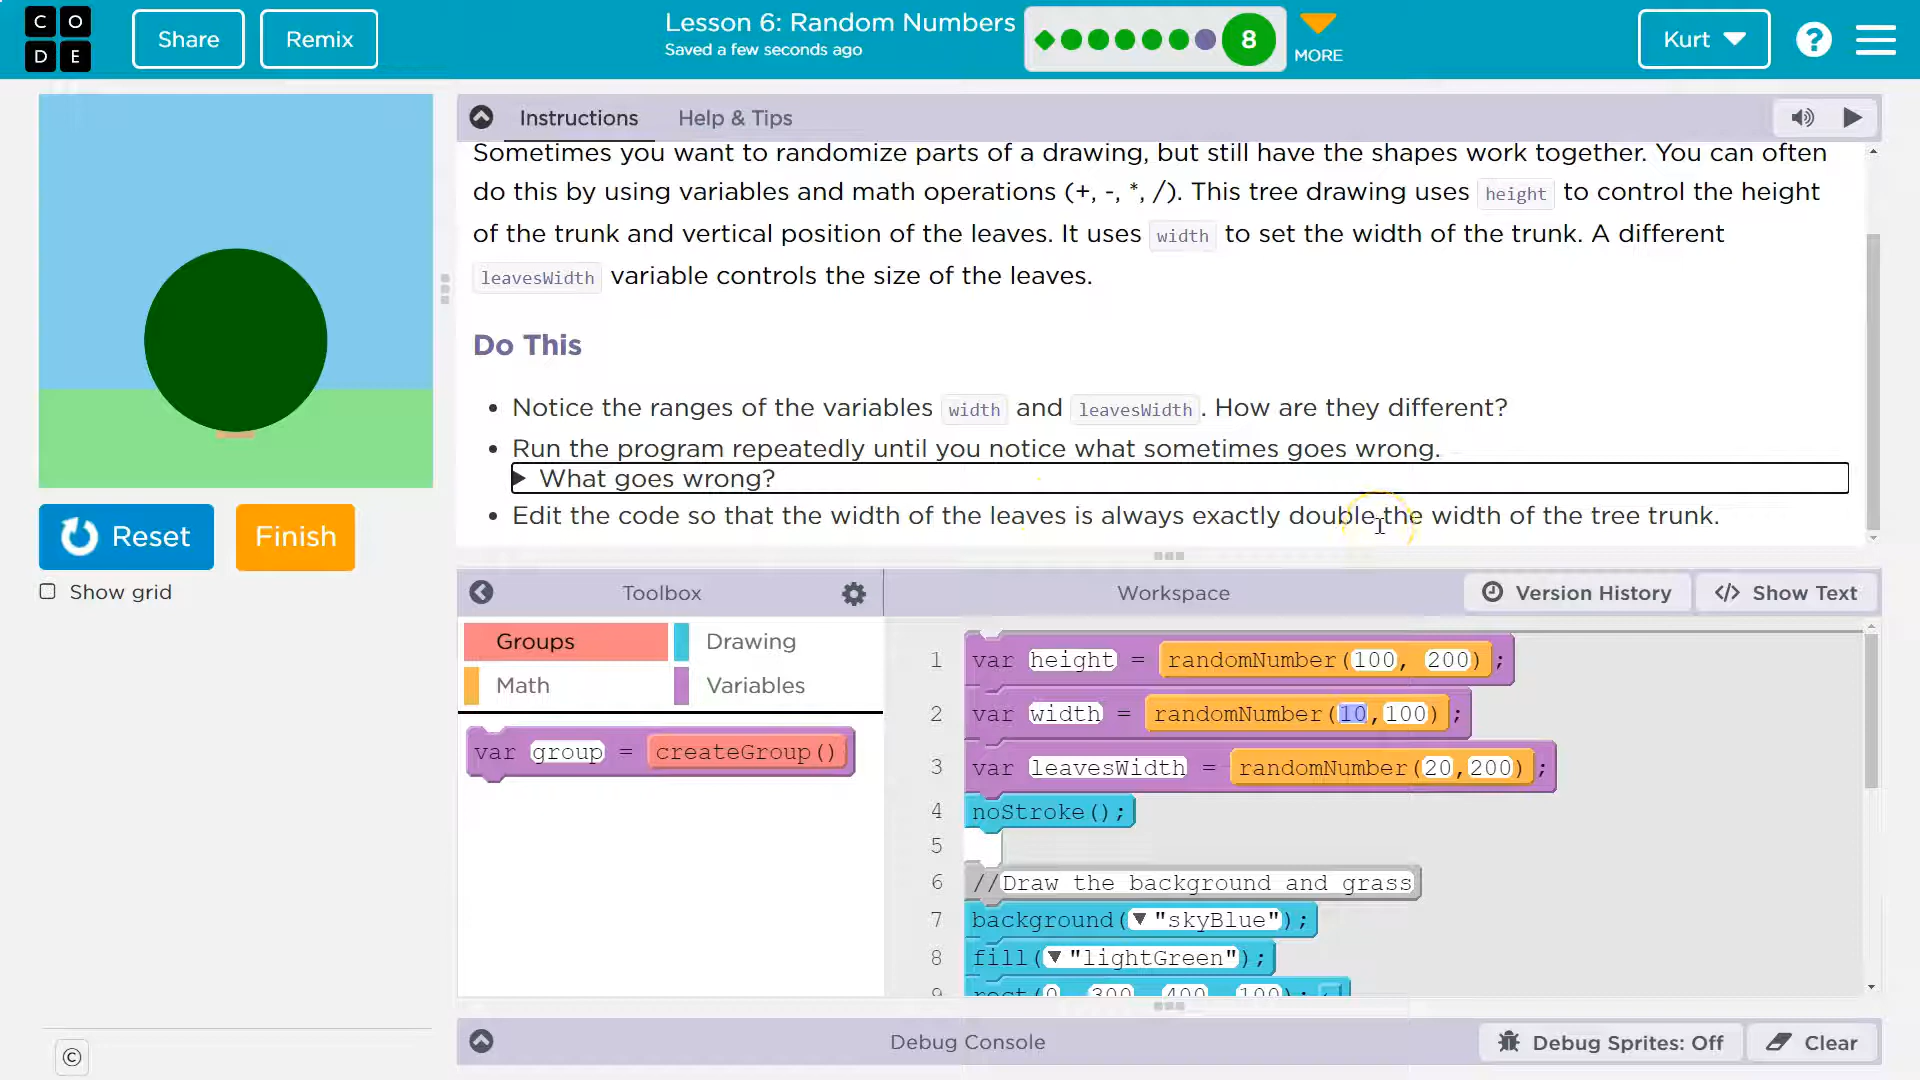 C O
D E
Share
Remix
Lesson 6: Random Numbers
Saved a few seconds ago
8
MORE
Kurt
?
Instructions
Help & Tips
Sometimes you want to randomize parts of a drawing, but still have the shapes work together. You can often
do this by using variables and math operations (+, -, *, /). This tree drawing uses height to control the height
of the trunk and vertical position of the leaves. It uses width to set the width of the trunk. A different
leavesWidth variable controls the size of the leaves.
Do This
• Notice the ranges of the variables width and leavesWidth. How are they different?
• Run the program repeatedly until you notice what sometimes goes wrong.
What goes wrong?
• Edit the code so that the width of the leaves is always exactly double the width of the tree trunk.
Reset
Finish
Show grid
Toolbox
Workspace
Version History
</> Show Text
Groups
Drawing
Math
Variables
var group = createGroup()
1 var height = randomNumber(100, 200);
2 var width = randomNumber(10,100);
3 var leavesWidth = randomNumber(20,200);
4 noStroke();
5
6 //Draw the background and grass
7 background("skyBlue");
8 fill("lightGreen");
9 rect(0, 300, 400, 100);
©
Debug Console
Debug Sprites: Off
Clear